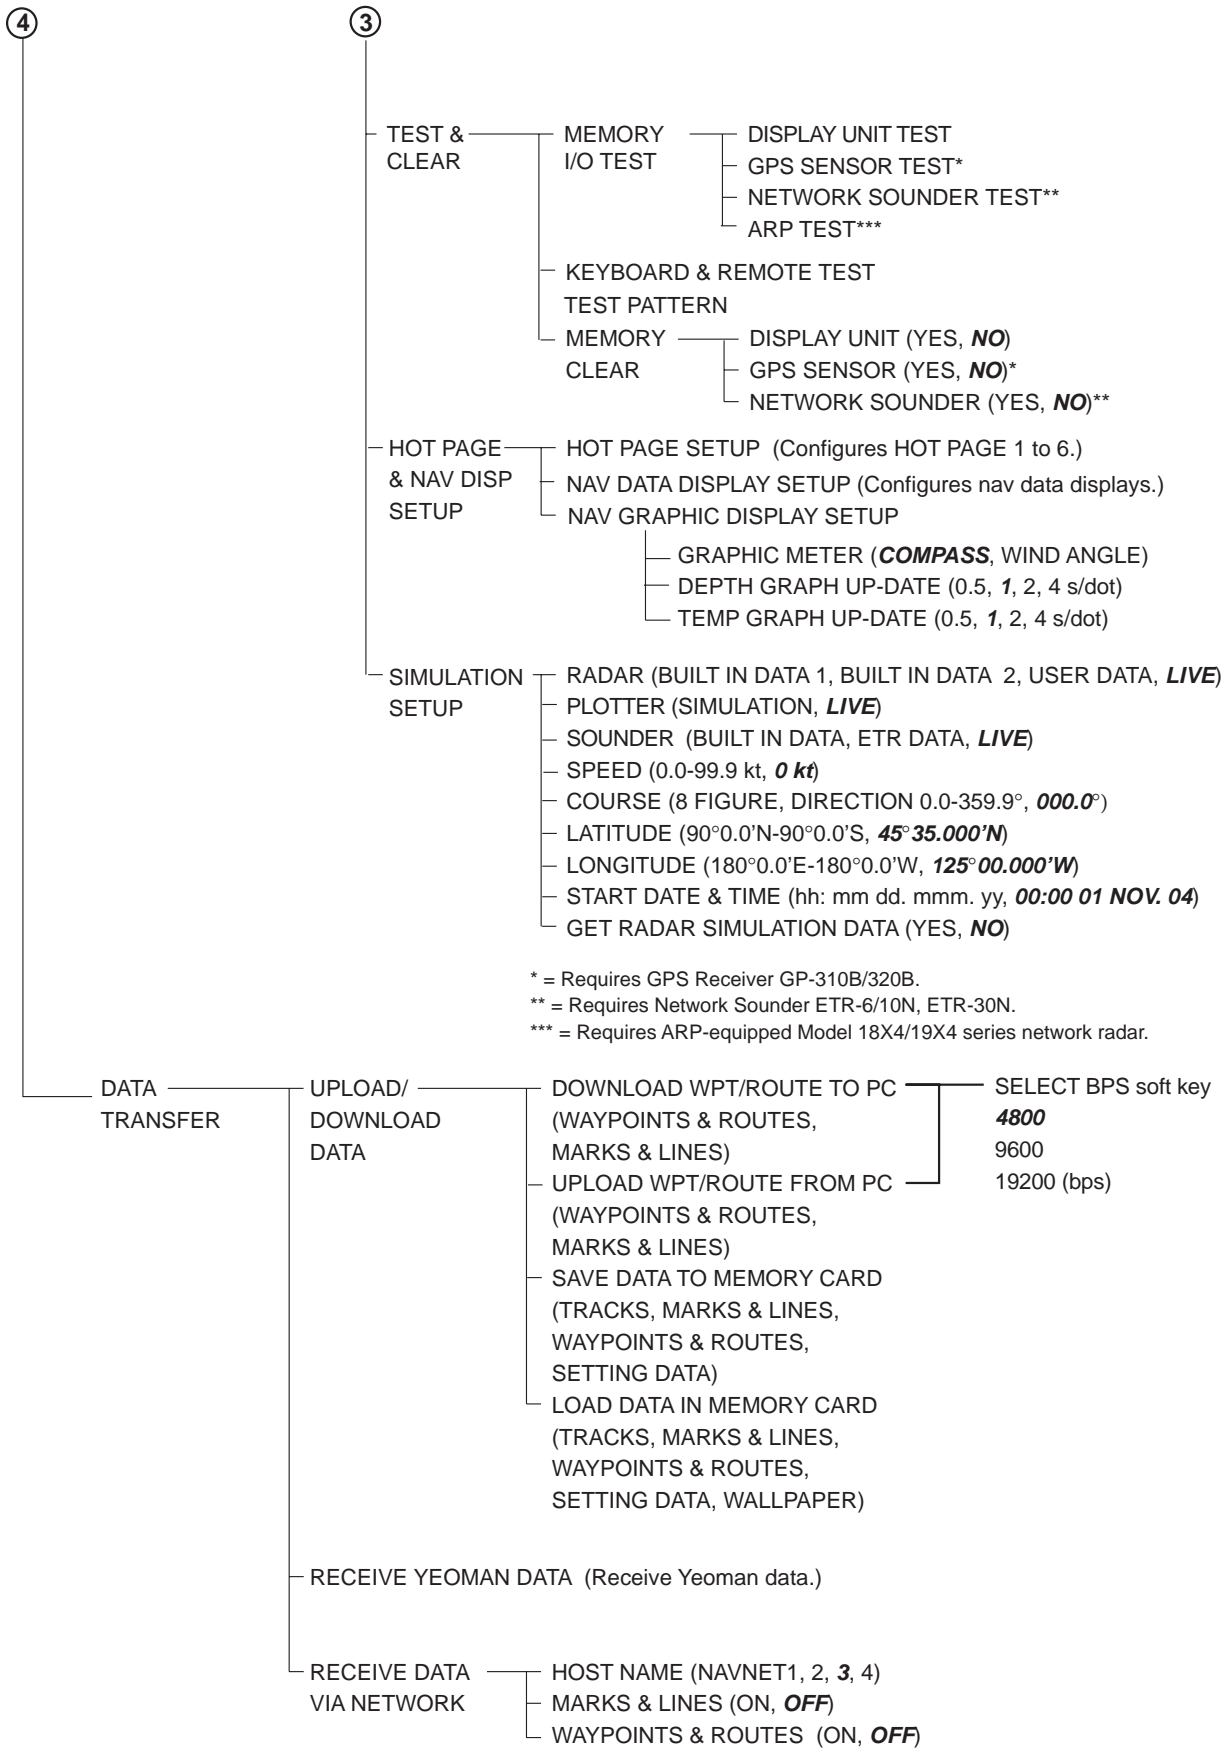 4
3
TEST &
CLEAR
MEMORY
I/O TEST
DISPLAY UNIT TEST
GPS SENSOR TEST*
NETWORK SOUNDER TEST**
ARP TEST***
KEYBOARD & REMOTE TEST
TEST PATTERN
MEMORY
CLEAR
DISPLAY UNIT (YES, NO)
GPS SENSOR (YES, NO)*
NETWORK SOUNDER (YES, NO)**
HOT PAGE
& NAV DISP
SETUP
HOT PAGE SETUP (Configures HOT PAGE 1 to 6.)
NAV DATA DISPLAY SETUP (Configures nav data displays.)
NAV GRAPHIC DISPLAY SETUP
GRAPHIC METER (COMPASS, WIND ANGLE)
DEPTH GRAPH UP-DATE (0.5, 1, 2, 4 s/dot)
TEMP GRAPH UP-DATE (0.5, 1, 2, 4 s/dot)
SIMULATION
SETUP
RADAR (BUILT IN DATA 1, BUILT IN DATA 2, USER DATA, LIVE)
PLOTTER (SIMULATION, LIVE)
SOUNDER (BUILT IN DATA, ETR DATA, LIVE)
SPEED (0.0-99.9 kt, 0 kt)
COURSE (8 FIGURE, DIRECTION 0.0-359.9°, 000.0°)
LATITUDE (90°0.0’N-90°0.0’S, 45°35.000’N)
LONGITUDE (180°0.0’E-180°0.0’W, 125°00.000’W)
START DATE & TIME (hh: mm dd. mmm. yy, 00:00 01 NOV. 04)
GET RADAR SIMULATION DATA (YES, NO)
* = Requires GPS Receiver GP-310B/320B.
** = Requires Network Sounder ETR-6/10N, ETR-30N.
*** = Requires ARP-equipped Model 18X4/19X4 series network radar.
DATA
TRANSFER
UPLOAD/
DOWNLOAD
DATA
DOWNLOAD WPT/ROUTE TO PC
(WAYPOINTS & ROUTES,
MARKS & LINES)
SELECT BPS soft key
4800
9600
19200 (bps)
UPLOAD WPT/ROUTE FROM PC
(WAYPOINTS & ROUTES,
MARKS & LINES)
SAVE DATA TO MEMORY CARD
(TRACKS, MARKS & LINES,
WAYPOINTS & ROUTES,
SETTING DATA)
LOAD DATA IN MEMORY CARD
(TRACKS, MARKS & LINES,
WAYPOINTS & ROUTES,
SETTING DATA, WALLPAPER)
RECEIVE YEOMAN DATA (Receive Yeoman data.)
RECEIVE DATA
VIA NETWORK
HOST NAME (NAVNET1, 2, 3, 4)
MARKS & LINES (ON, OFF)
WAYPOINTS & ROUTES (ON, OFF)